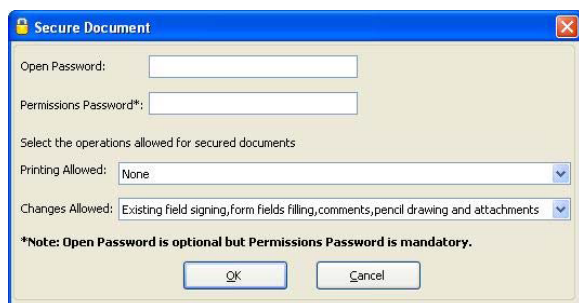 Secure Document
Open Password:
Permissions Password*:
Select the operations allowed for secured documents
Printing Allowed: None
Changes Allowed: Existing field signing,form fields filling,comments,pencil drawing and attachments
*Note: Open Password is optional but Permissions Password is mandatory.
OK Cancel